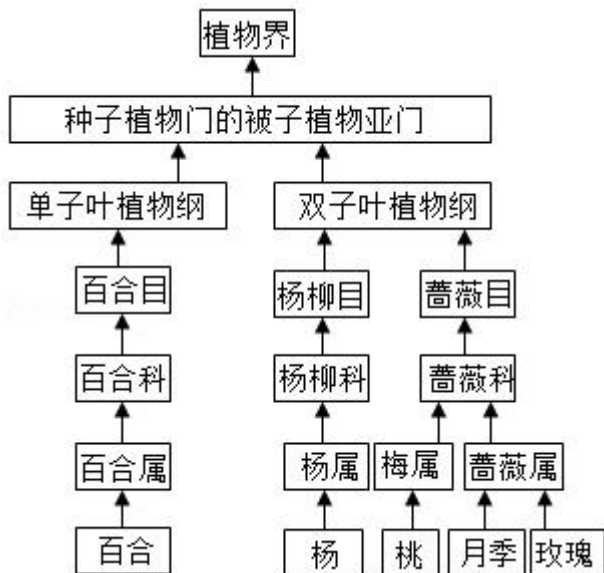 植物界
种子植物门的被子植物亚门
单子叶植物纲 双子叶植物纲
百合目 杨柳目 蔷薇目
百合科 杨柳科 蔷薇科
百合属 杨属 梅属 蔷薇属
百合 杨 桃 月季 玫瑰